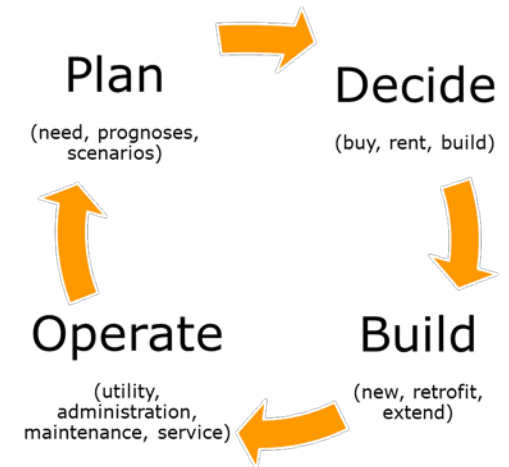 Plan
(need, prognoses,
scenarios)
Decide
(buy, rent, build)
Build
(new, retrofit,
extend)
Operate
(utility,
administration,
maintenance, service)